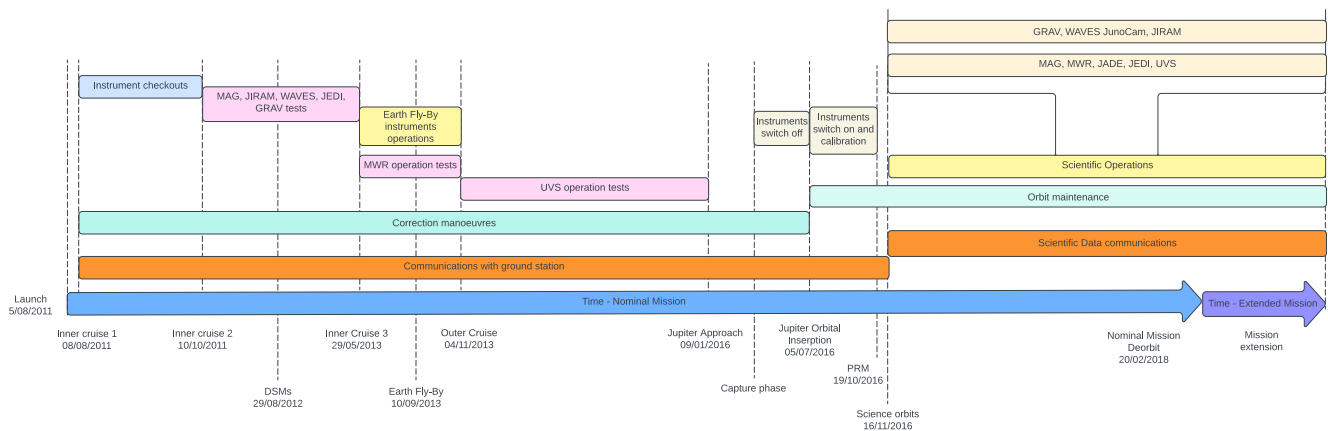 GRAV, WAVES JunoCam, JIRAM
MAG, MWR, JADE, JEDI, UVS
Instrument checkouts
MAG, JIRAM, WAVES, JEDI,
GRAV tests
Earth Fly-By
instruments
operations
Instruments
switch off
Instruments
switch on and
calibration
MWR operation tests
Scientific Operations
UVS operation tests
Orbit maintenance
Correction manoeuvres
Scientific Data communications
Communications with ground station
Launch
5/08/2011
Time - Nominal Mission
Time - Extended Mission
Inner cruise 1
08/08/2011
Inner cruise 2
10/10/2011
Inner Cruise 3
29/05/2013
Outer Cruise
04/11/2013
Jupiter Approach
09/01/2016
Jupiter Orbital
Inserption
05/07/2016
Nominal Mission
Deorbit
20/02/2018
Mission
extension
PRM
19/10/2016
DSMs
29/08/2012
Earth Fly-By
10/09/2013
Capture phase
Science orbits
16/11/2016